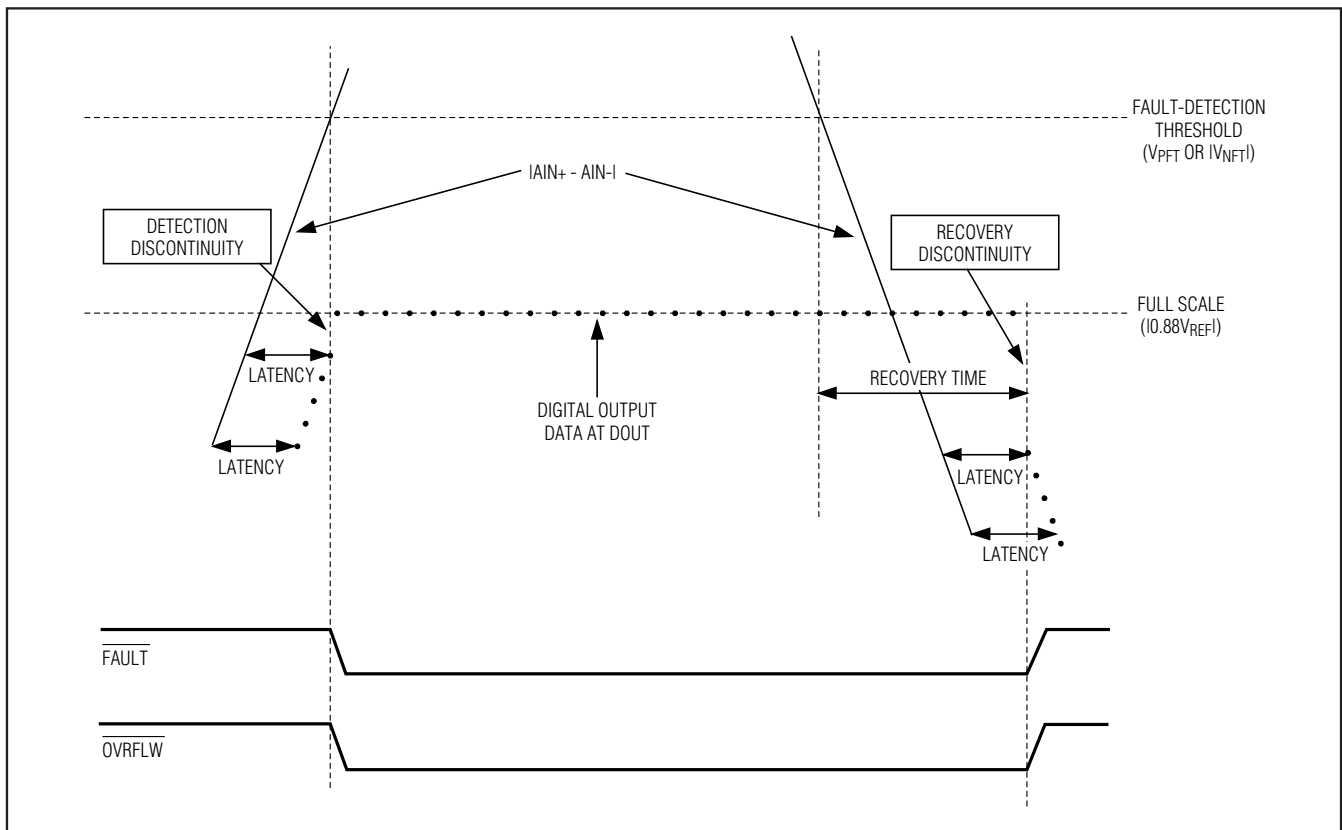 FAULT-DETECTION
THRESHOLD
(VPFT OR |VNFT|)
|AIN+ - AIN-|
DETECTION
DISCONTINUITY
RECOVERY
DISCONTINUITY
FULL SCALE
(|0.88VREF|)
LATENCY
RECOVERY TIME
DIGITAL OUTPUT
DATA AT DOUT
LATENCY
LATENCY
LATENCY
FAULT
OVRFLW